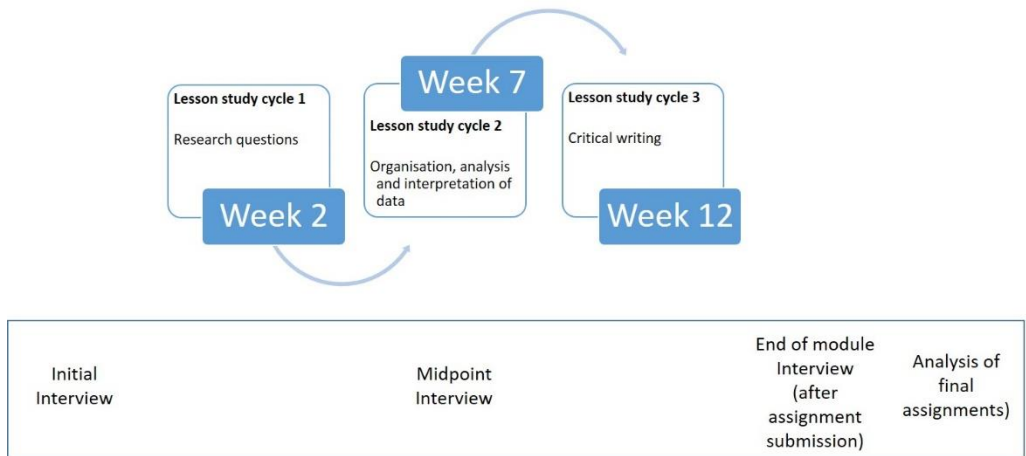 Lesson study cycle 1
Research questions
Week 2
Week 7
Lesson study cycle 2
Organisation, analysis
and interpretation of
data
Lesson study cycle 3
Critical writing
Week 12
Initial
Interview
Midpoint
Interview
End of module
Interview
(after
assignment
submission)
Analysis of
final
assignments)